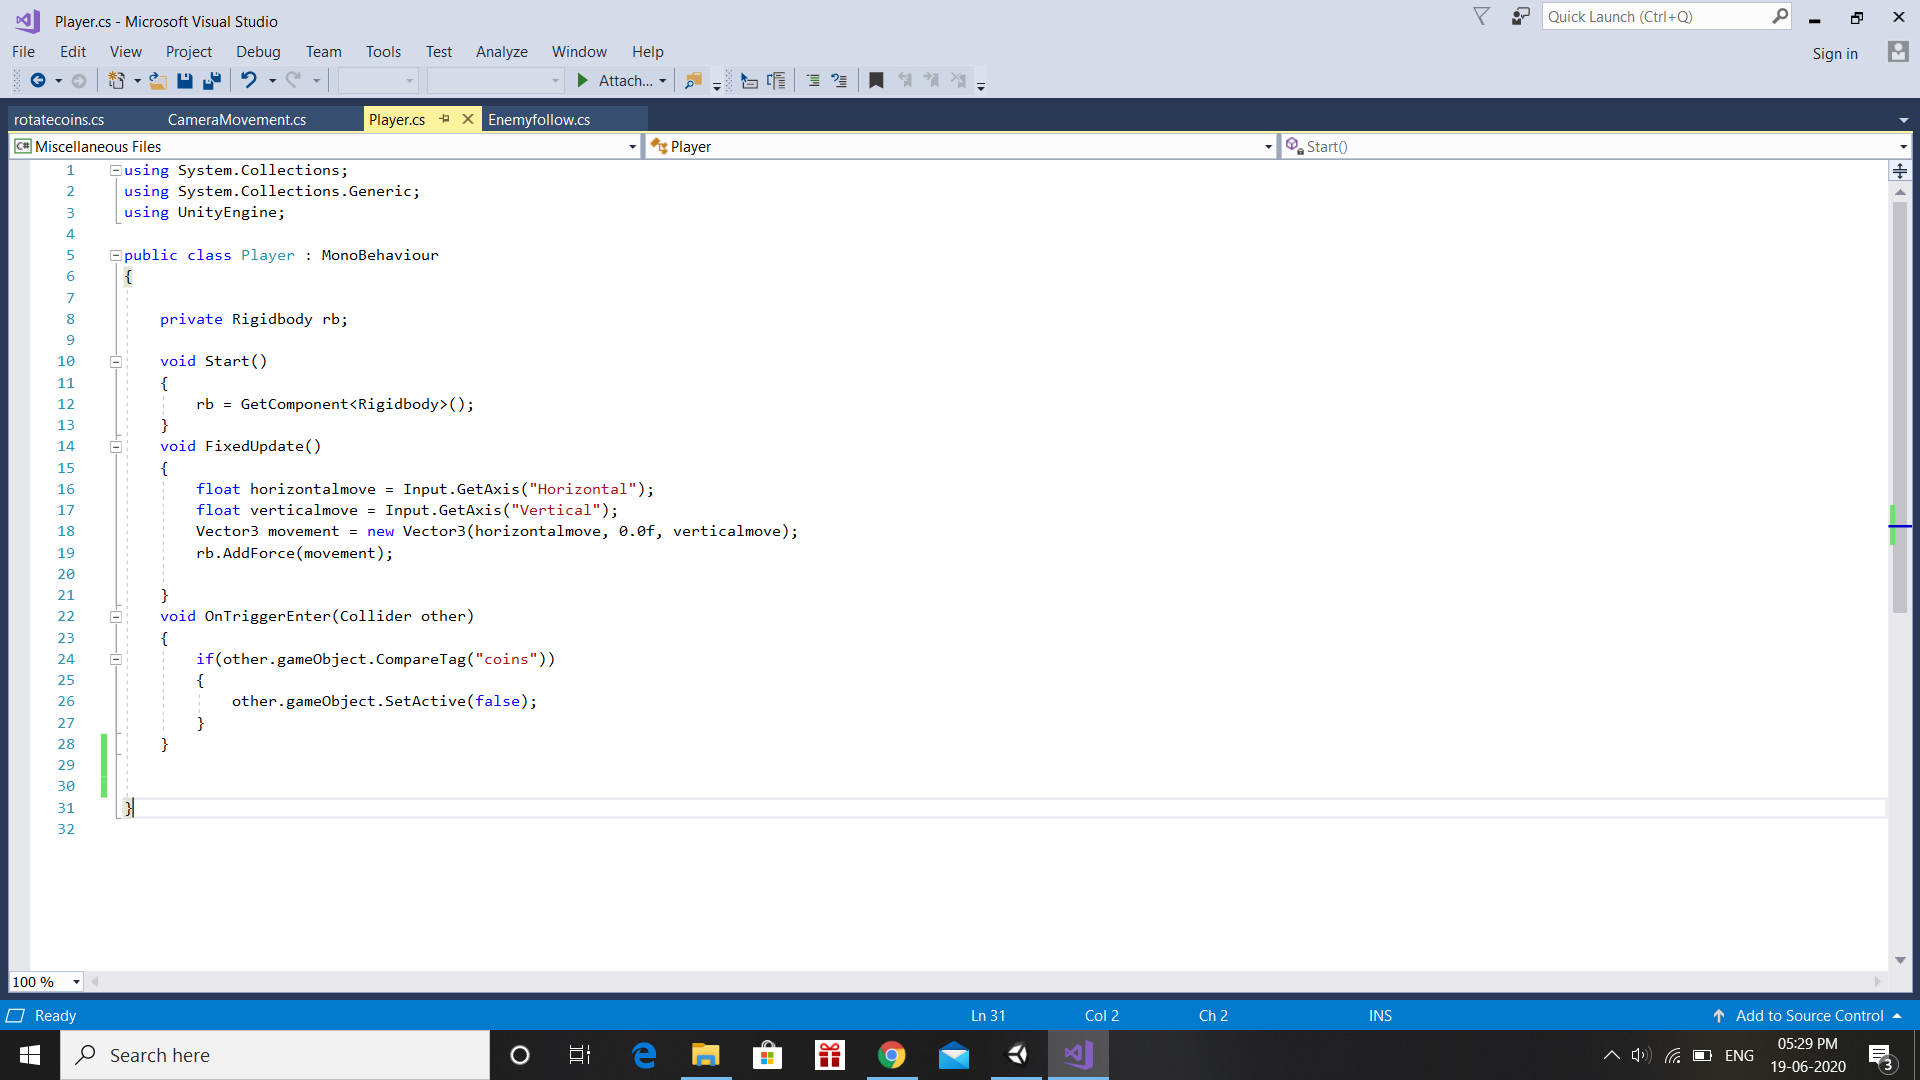 Player.cs - Microsoft Visual Studio
Quick Launch (Ctrl+Q)
File Edit View Project Debug Team Tools Test Analyze Window Help
Sign in
Attach...
rotatecoins.cs CameraMovement.cs Player.cs Enemyfollow.cs
C# Miscellaneous Files Player Start()
1 using System.Collections;
2 using System.Collections.Generic;
3 using UnityEngine;
4
5 public class Player : MonoBehaviour
6 {
7
8 private Rigidbody rb;
9
10 void Start()
11 {
12 rb = GetComponent<Rigidbody>();
13 }
14 void FixedUpdate()
15 {
16 float horizontalmove = Input.GetAxis("Horizontal");
17 float verticalmove = Input.GetAxis("Vertical");
18 Vector3 movement = new Vector3(horizontalmove, 0.0f, verticalmove);
19 rb.AddForce(movement);
20
21 }
22 void OnTriggerEnter(Collider other)
23 {
24 if(other.gameObject.CompareTag("coins"))
25 {
26 other.gameObject.SetActive(false);
27 }
28 }
29
30
31 }
32
100 %
Ready Ln 31 Col 2 Ch 2 INS Add to Source Control
Search here
ENG
05:29 PM
19-06-2020
3